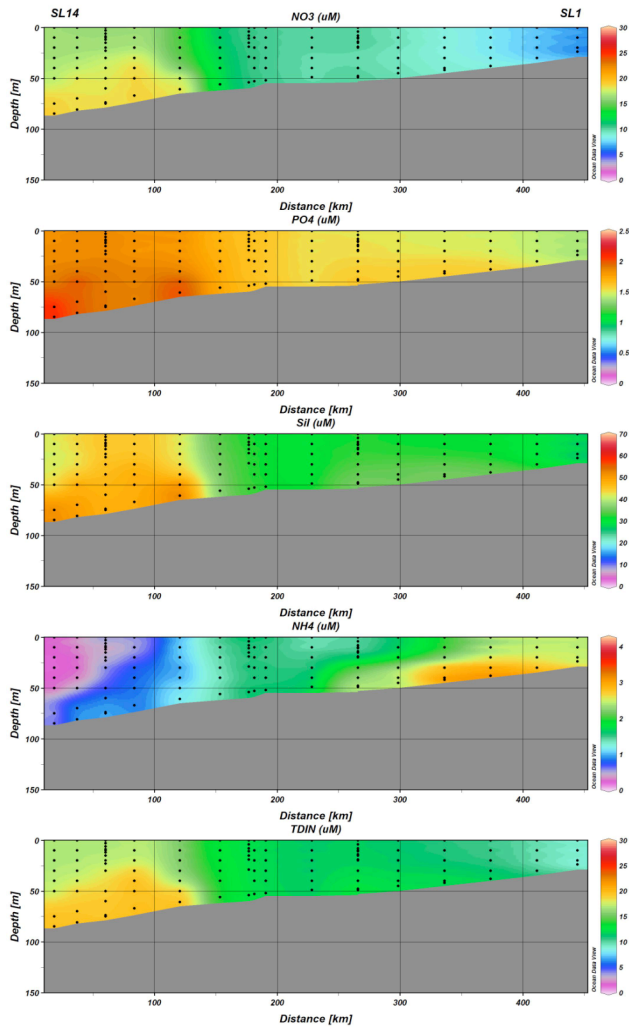 SL14 NO3 (uM) SL1
0
50
100
150
Depth [m]
30
25
20
15
10
5
0
Ocean Data View
100 200 300 400
Distance [km]
PO4 (uM)
0
50
100
150
Depth [m]
2.5
2
1.5
1
0.5
0
Ocean Data View
100 200 300 400
Distance [km]
Sil (uM)
0
50
100
150
Depth [m]
70
60
50
40
30
20
10
0
Ocean Data View
100 200 300 400
Distance [km]
NH4 (uM)
0
50
100
150
Depth [m]
4
3
2
1
0
Ocean Data View
100 200 300 400
Distance [km]
TDIN (uM)
0
50
100
150
Depth [m]
30
25
20
15
10
5
0
Ocean Data View
100 200 300 400
Distance [km]